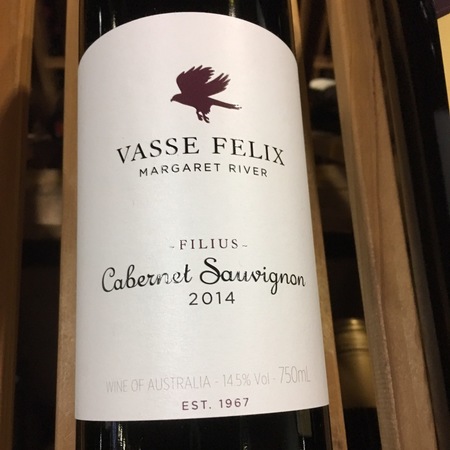 VASSE FELIX
MARGARET RIVER
- FILIUS -
Cabernet Sauvignon
2014
WINE OF AUSTRALIA - 14.5% Vol - 750mL
EST. 1967